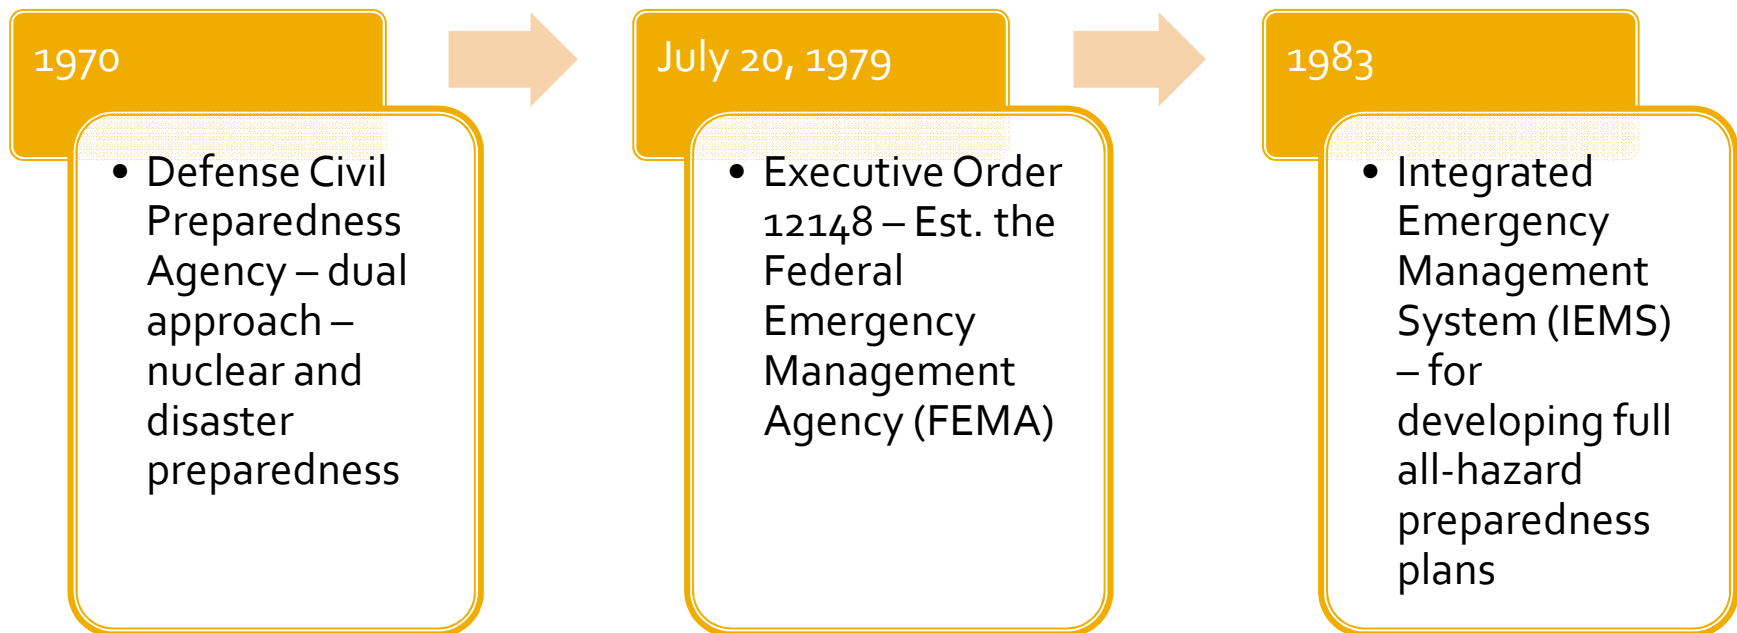 1970
• Defense Civil
Preparedness
Agency – dual
approach –
nuclear and
disaster
preparedness
July 20, 1979
• Executive Order
12148 – Est. the
Federal
Emergency
Management
Agency (FEMA)
1983
• Integrated
Emergency
Management
System (IEMS)
– for
developing full
all-hazard
preparedness
plans